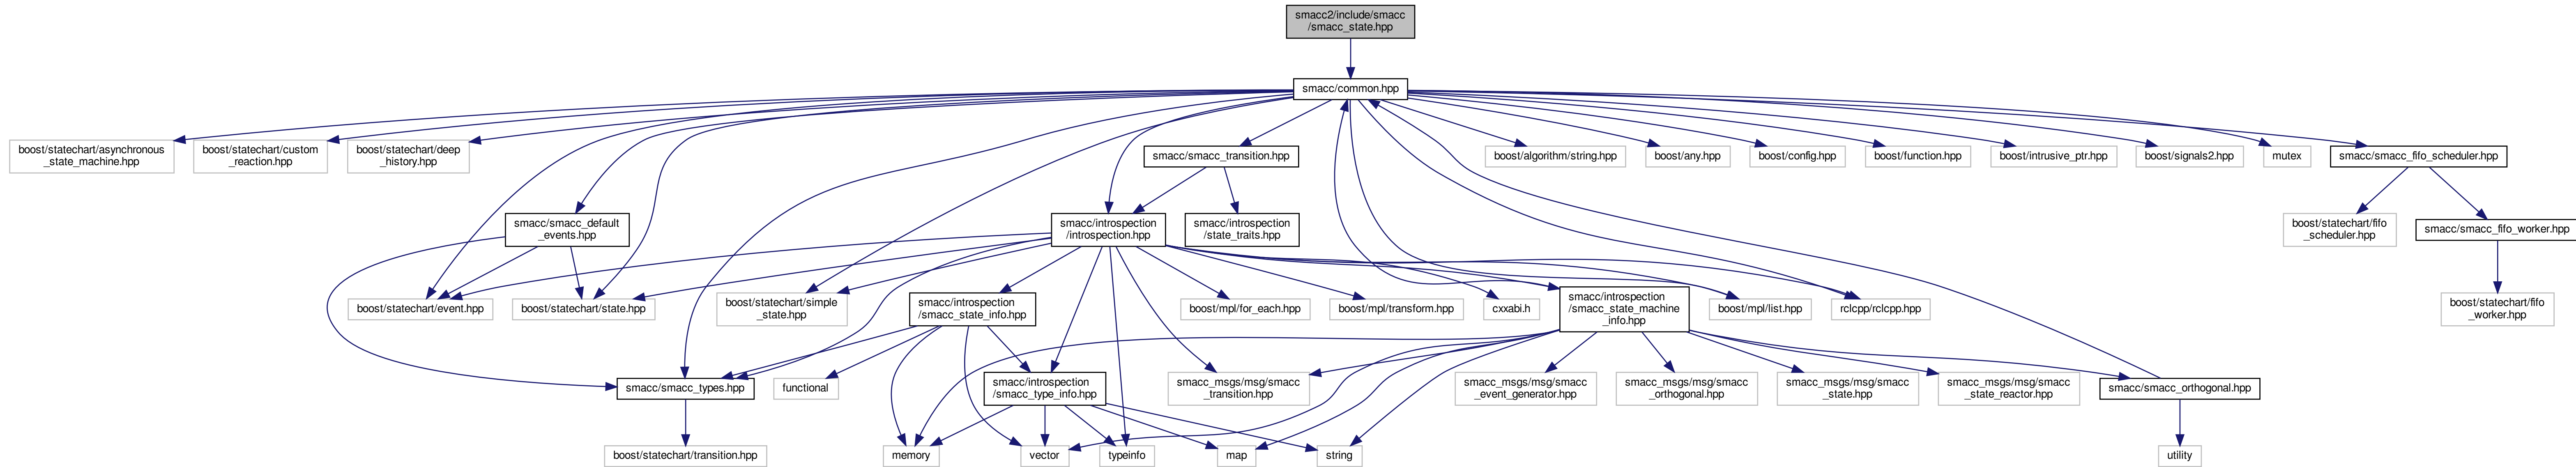 smacc2/include/smacc
/smacc_state.hpp
smacc/common.hpp
boost/statechart/asynchronous
_state_machine.hpp
boost/statechart/custom
_reaction.hpp
boost/statechart/deep
_history.hpp
smacc/smacc_transition.hpp
boost/algorithm/string.hpp
boost/any.hpp
boost/config.hpp
boost/function.hpp
boost/intrusive_ptr.hpp
boost/signals2.hpp
mutex
smacc/smacc_fifo_scheduler.hpp
smacc/smacc_default
_events.hpp
smacc/introspection
/introspection.hpp
smacc/introspection
/state_traits.hpp
boost/statechart/fifo
_scheduler.hpp
smacc/smacc_fifo_worker.hpp
boost/statechart/event.hpp
boost/statechart/state.hpp
boost/statechart/simple
_state.hpp
smacc/introspection
/smacc_state_info.hpp
boost/mpl/for_each.hpp
boost/mpl/transform.hpp
cxxabi.h
smacc/introspection
/smacc_state_machine
_info.hpp
boost/mpl/list.hpp
rclcpp/rclcpp.hpp
boost/statechart/fifo
_worker.hpp
smacc/smacc_types.hpp
functional
smacc/introspection
/smacc_type_info.hpp
smacc_msgs/msg/smacc
_transition.hpp
smacc_msgs/msg/smacc
_event_generator.hpp
smacc_msgs/msg/smacc
_orthogonal.hpp
smacc_msgs/msg/smacc
_state.hpp
smacc_msgs/msg/smacc
_state_reactor.hpp
smacc/smacc_orthogonal.hpp
boost/statechart/transition.hpp
memory
vector
typeinfo
map
string
utility